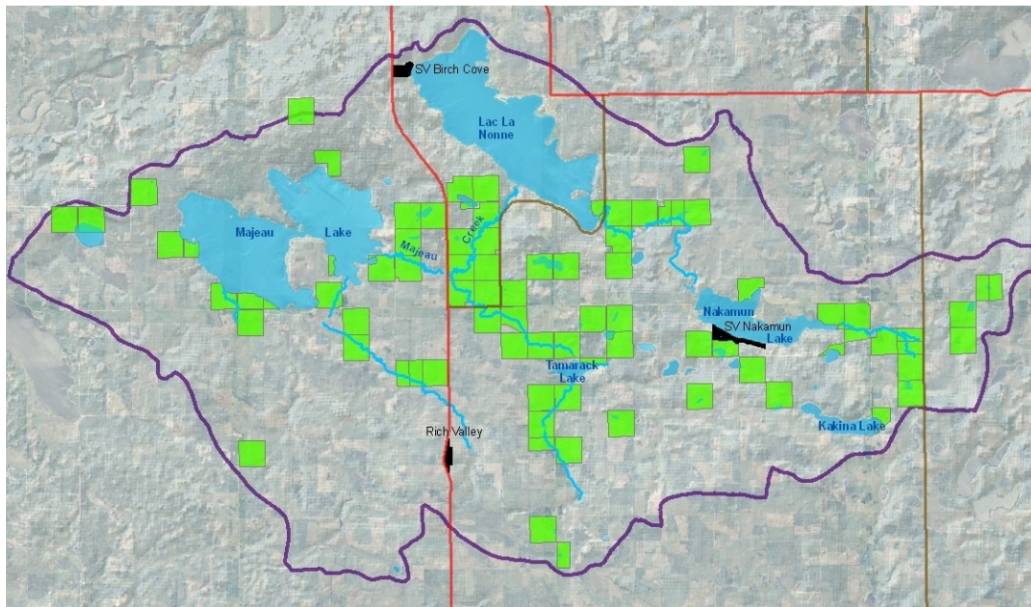 SV Birch Cove
Lac La
Nonne
Majeau
Lake
Majeau
Creek
Nakamun
SV Nakamun
Lake
Tamarack
Lake
Kakina Lake
Rich Valley